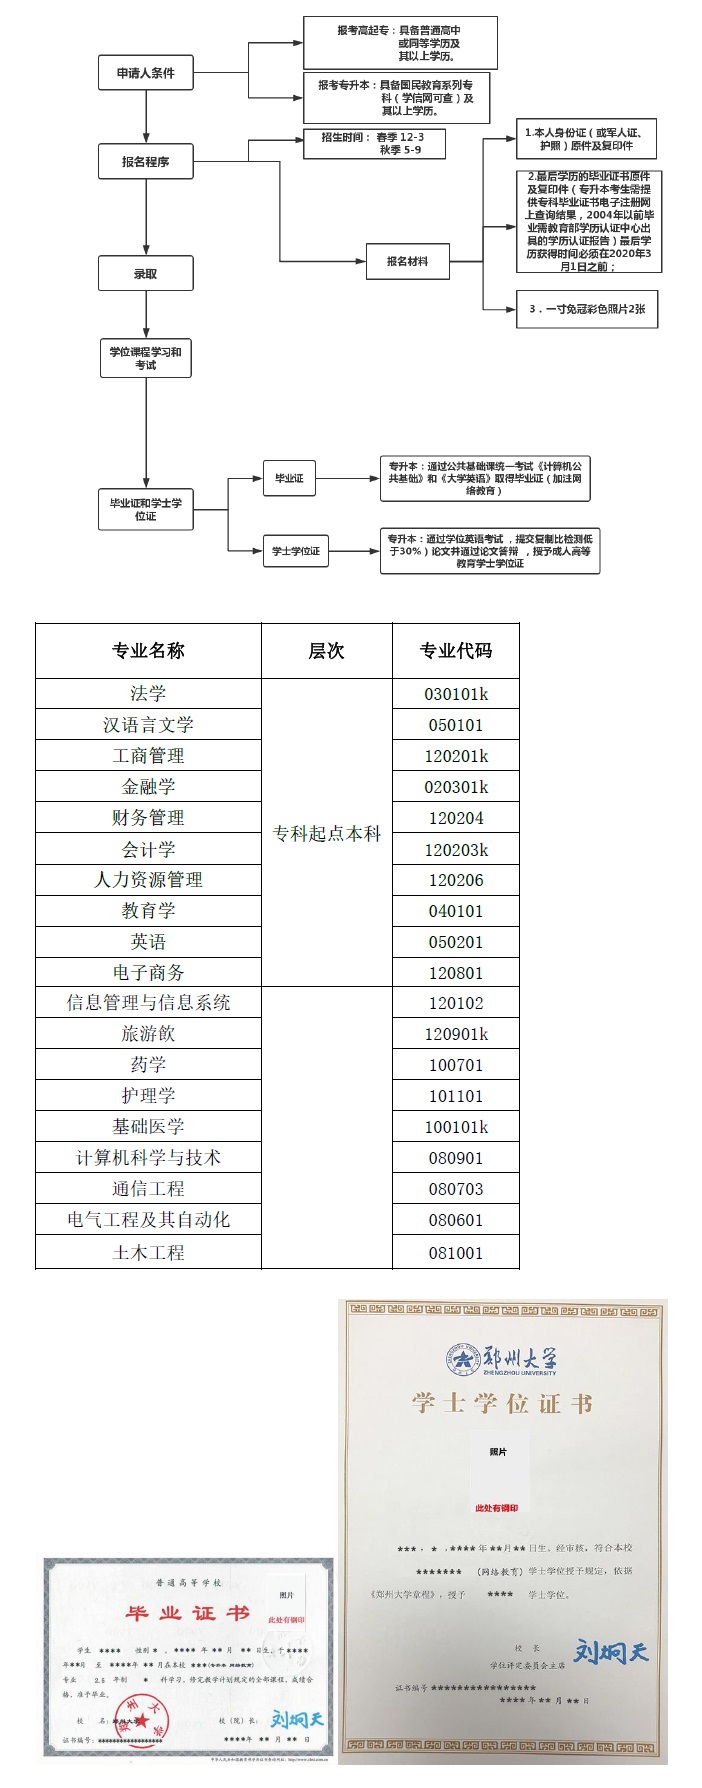 申请人条件
报考高起专：具备普通高中
或同等学历及
其以上学历。
报考专升本：具备国民教育系列专
科（学信网可查）及
其以上学历。
报名程序
招生时间： 春季 12-3
秋季 5-9
报名材料
1.本人身份证（或军人证、
护照）原件及复印件
2.最后学历的毕业证书原件
及复印件（专升本考生需提
供专科毕业证书电子注册网
上查询结果，2004年以前毕
业需教育部学历认证中心出
具的学历认证报告）最后学
历获得时间必须在2020年3
月1日之前；
3．一寸免冠彩色照片2张
录取
学位课程学习和
考试
毕业证和学士学
位证
毕业证
专升本：通过公共基础课统一考试《计算机公
共基础》和《大学英语》取得毕业证（加注网
络教育）
学士学位证
专升本：通过学位英语考试 ，提交复制比检测低
于30%）论文并通过论文答辩 ，授予成人高等
教育学士学位证
专业名称 层次 专业代码
法学 030101k
汉语言文学 050101
工商管理 120201k
金融学 020301k
财务管理 120204
专科起点本科
会计学 120203k
人力资源管理 120206
教育学 040101
英语 050201
电子商务 120801
信息管理与信息系统 120102
旅游飲 120901k
药学 100701
护理学 101101
基础医学 100101k
计算机科学与技术 080901
通信工程 080703
电气工程及其自动化 080601
土木工程 081001
普通高等学校
毕业证书
照片
此处有钢印
学生 **** 性别 * ，**** 年 ** 月 ** 日生，于 ****
年**月 至 ****年 ** 月在本校 ***(专升本 网络教育)
专业 2.5 年制 * 科学习，修完教学计划规定的全部课程，成绩合
格，准予毕业。
校 名：郑州大学
校（院）长：
刘炯天
证书编号：******************
****年 ** 月 ** 日
郑州大学
ZHENGZHOU UNIVERSITY
学士学位证书
照片
此处有钢印
***，*，****年**月**日生。经审核，符合本校
******* (网络教育) 学士学位授予规定，依据
《郑州大学章程》，授予 **** 学士学位。
校 长
学位评定委员会主席
刘炯天
证书编号 ****************
****年**月**日